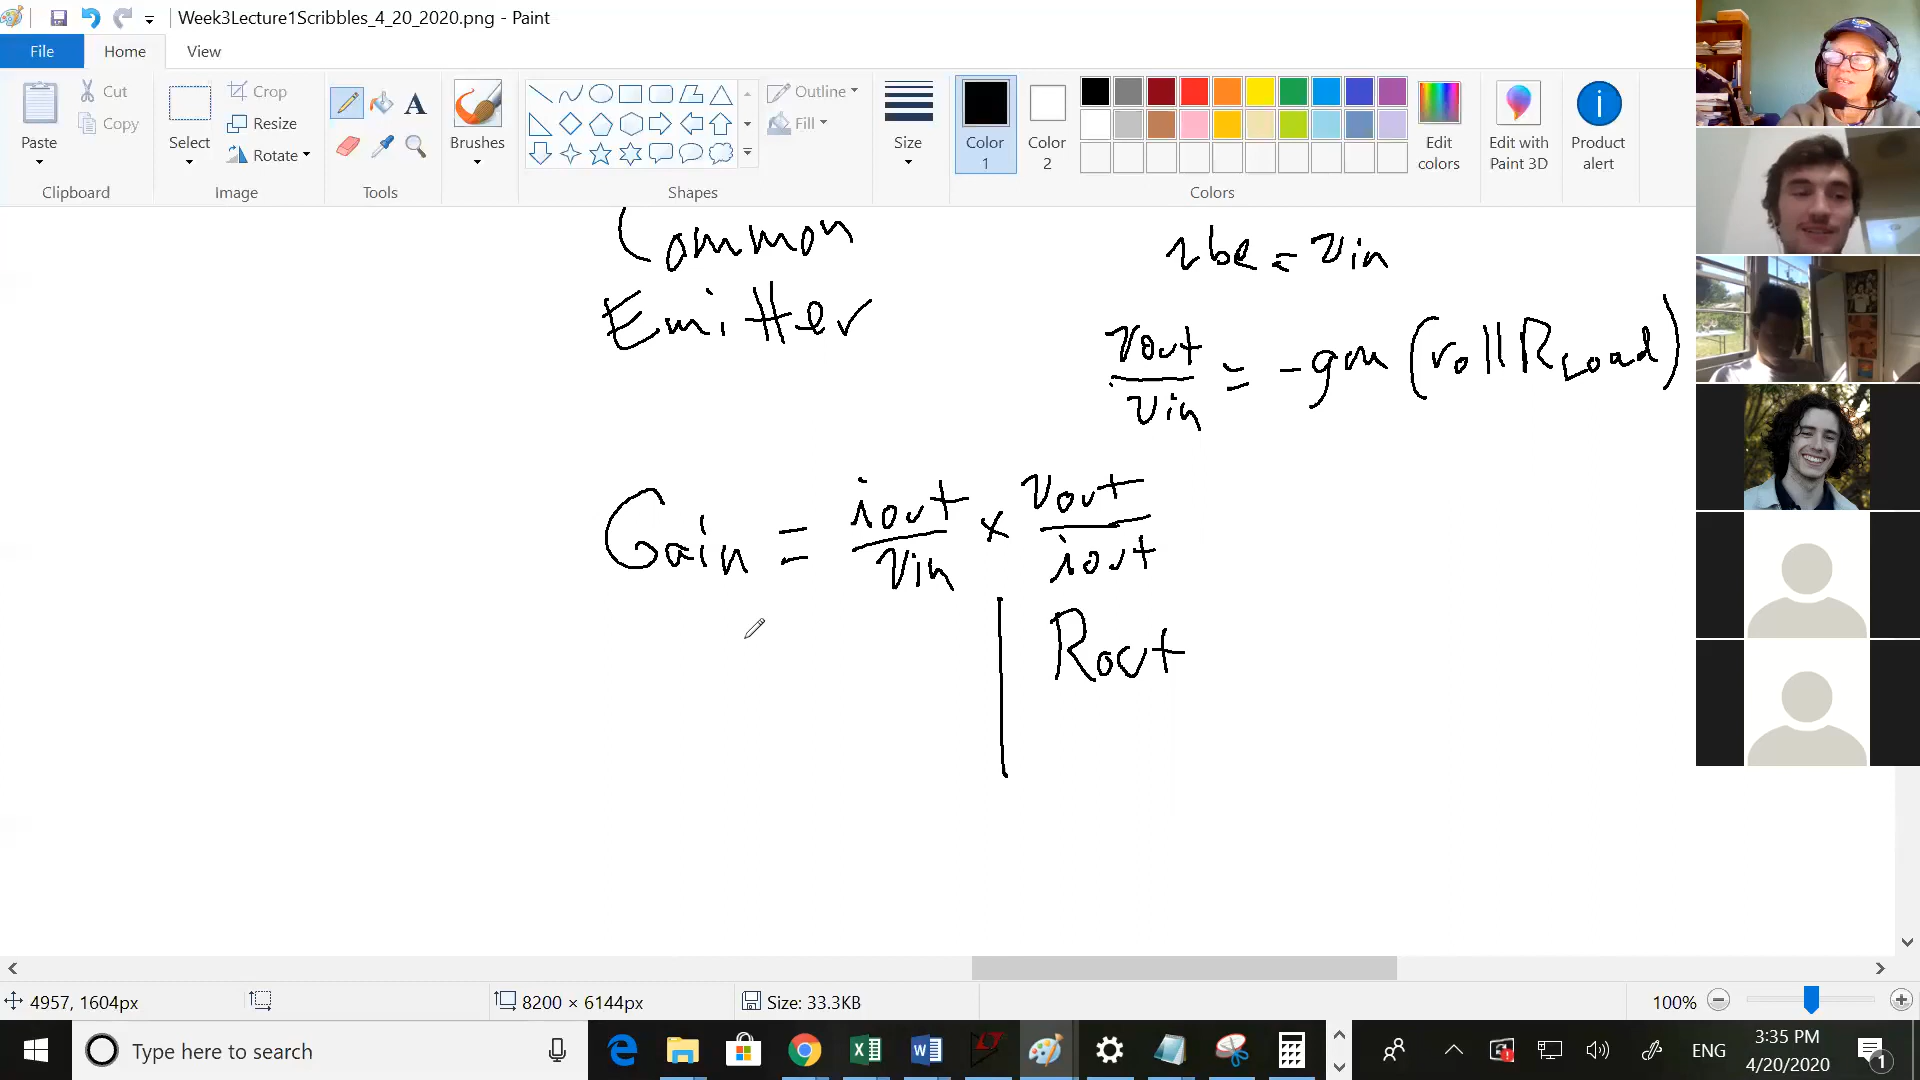 Week3Lecture1Scribbles_4_20_2020.png - Paint
File Home View
Paste
Cut
Copy
Clipboard
Select
Crop
Resize
Rotate
Image
A
Tools
Brushes
Outline
Fill
Shapes
Size
Color 1
Color 2
Colors
Edit colors
Edit with Paint 3D
Product alert
Common
Emitter
vbe = vin
vout
vin
= -gm (ro||RLoad)
Gain = iout/vin × vout/iout
Rout
4957, 1604px
8200 × 6144px
Size: 33.3KB
100%
Type here to search
ENG
3:35 PM
4/20/2020
1